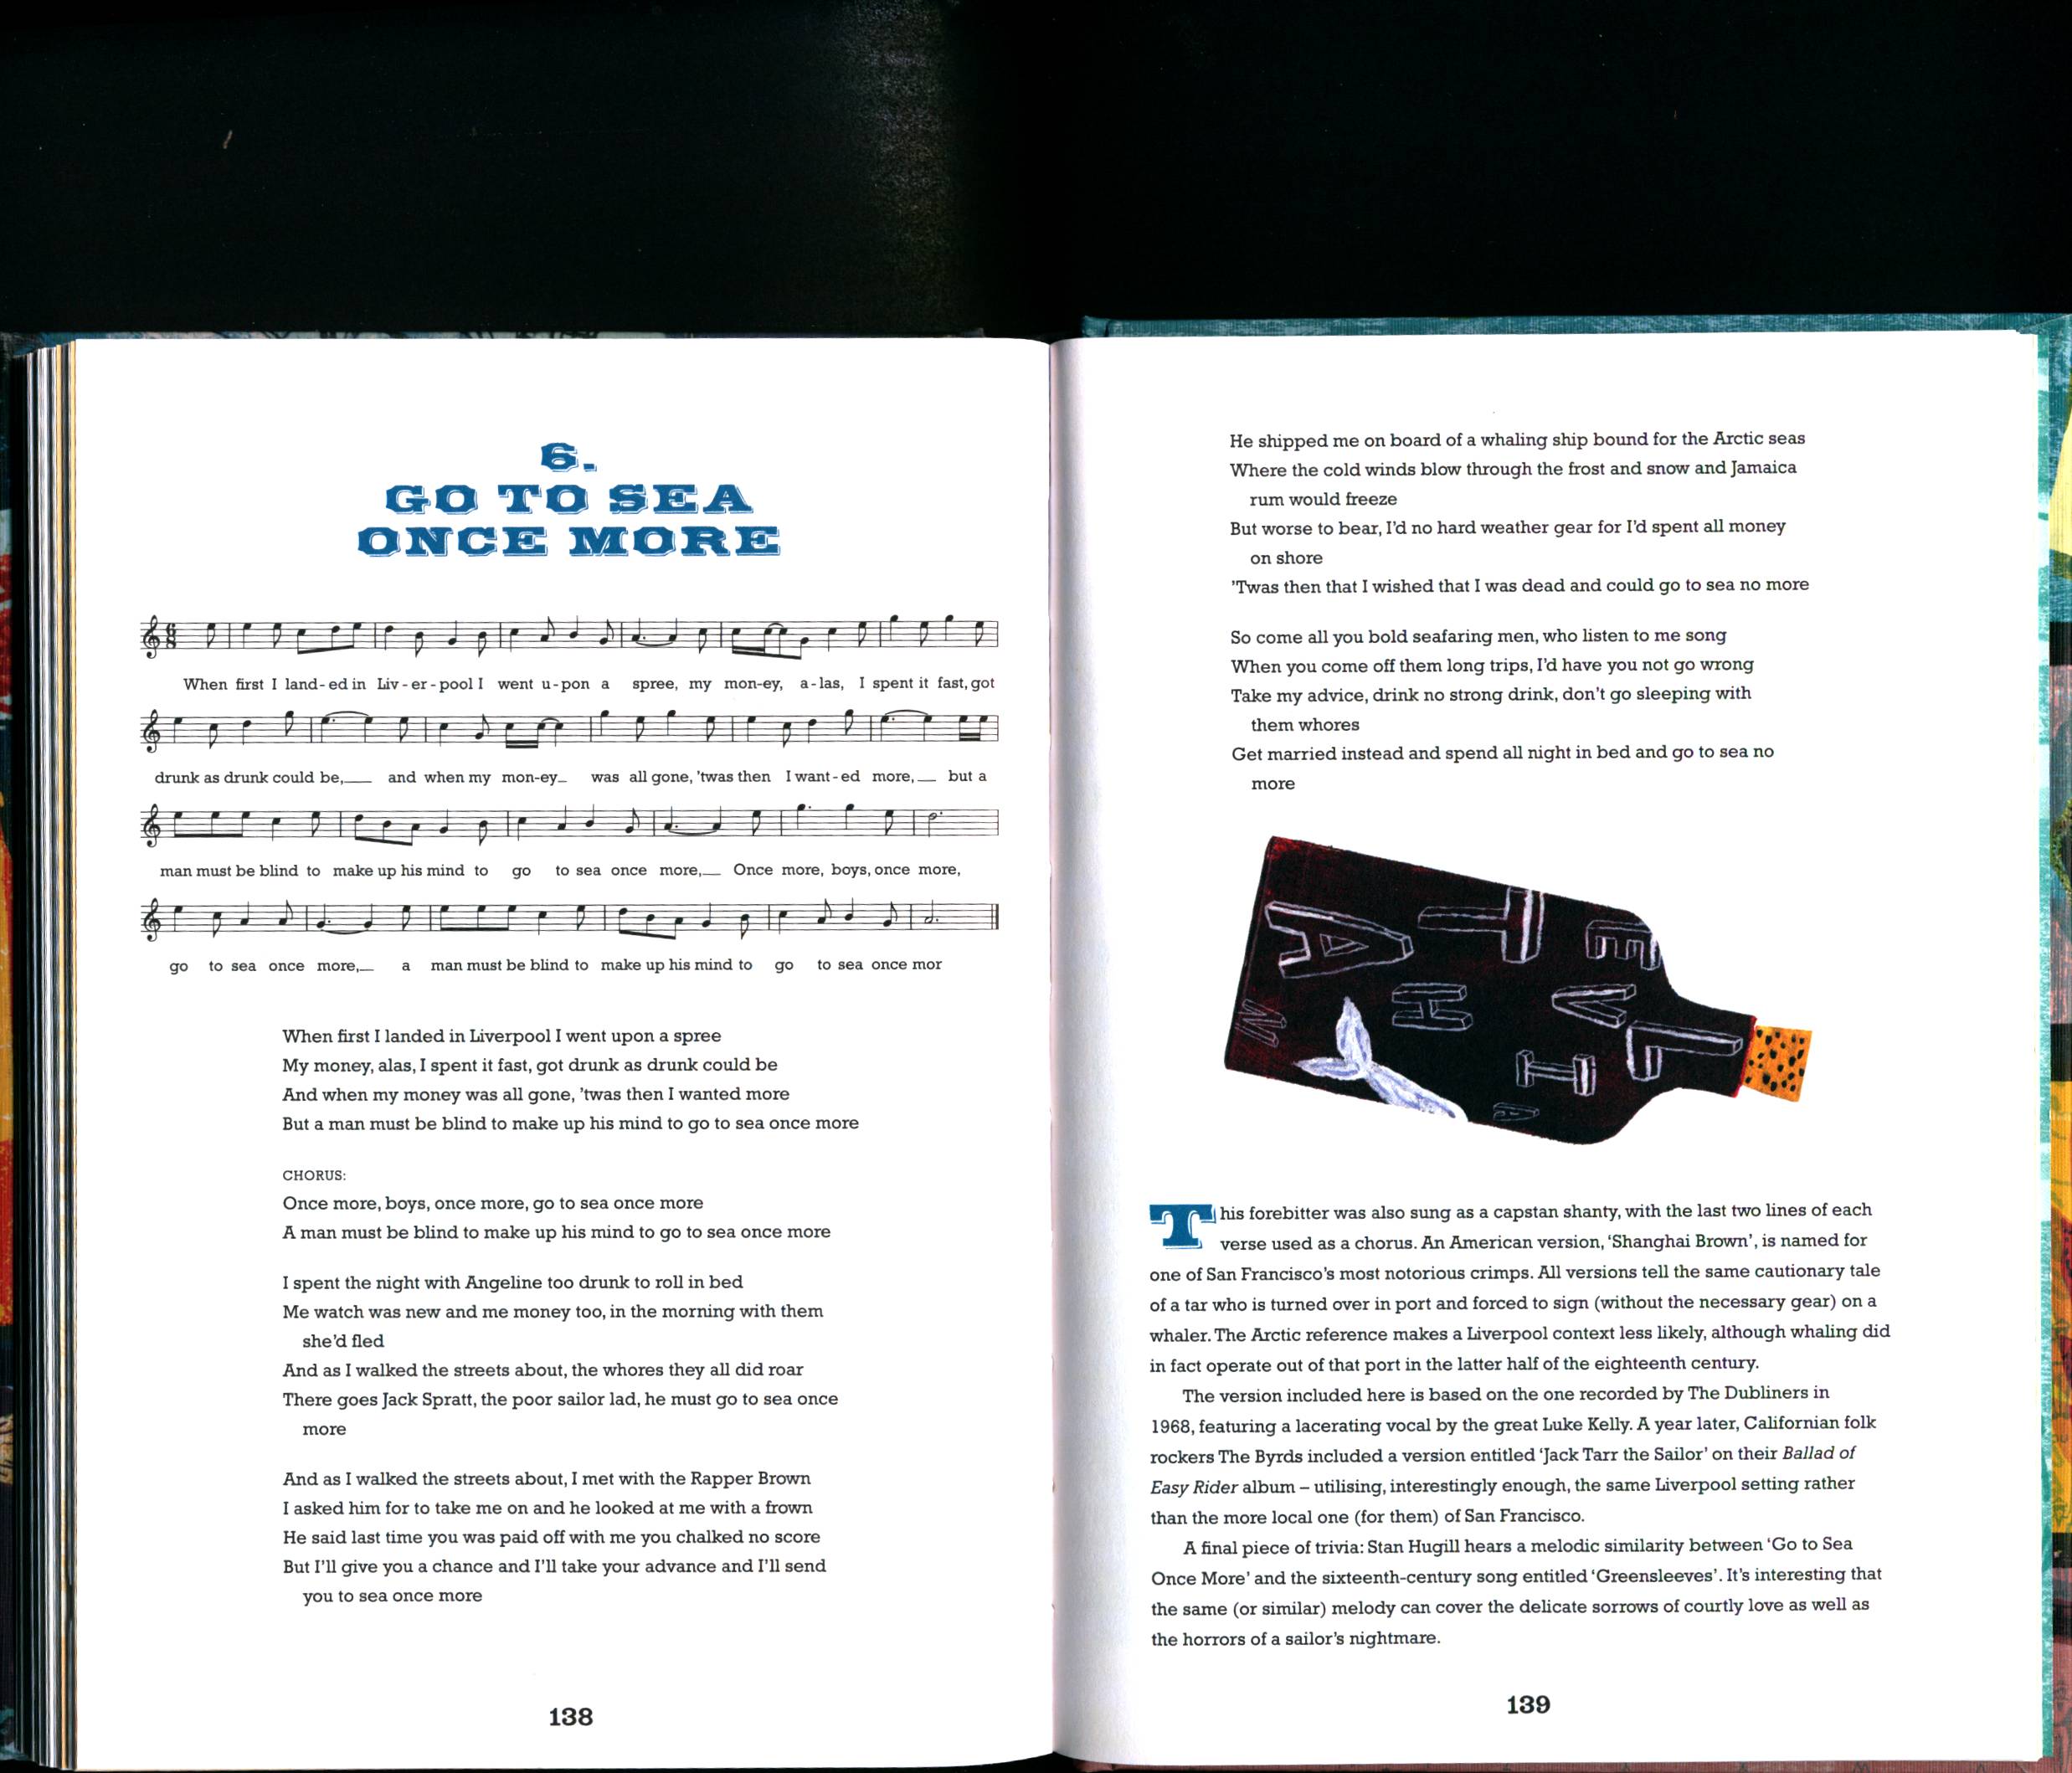 6.
GO TO SEA
ONCE MORE
When first I land-ed in Liv-er-pool I went u-pon a spree, my mon-ey, a-las, I spent it fast, got
drunk as drunk could be,__ and when my mon-ey_ was all gone, 'twas then I want-ed more,__ but a
man must be blind to make up his mind to go to sea once more,__ Once more, boys, once more,
go to sea once more,__ a man must be blind to make up his mind to go to sea once mor
When first I landed in Liverpool I went upon a spree
My money, alas, I spent it fast, got drunk as drunk could be
And when my money was all gone, 'twas then I wanted more
But a man must be blind to make up his mind to go to sea once more
CHORUS:
Once more, boys, once more, go to sea once more
A man must be blind to make up his mind to go to sea once more
I spent the night with Angeline too drunk to roll in bed
Me watch was new and me money too, in the morning with them
she'd fled
And as I walked the streets about, the whores they all did roar
There goes Jack Spratt, the poor sailor lad, he must go to sea once
more
And as I walked the streets about, I met with the Rapper Brown
I asked him for to take me on and he looked at me with a frown
He said last time you was paid off with me you chalked no score
But I'll give you a chance and I'll take your advance and I'll send
you to sea once more
138
He shipped me on board of a whaling ship bound for the Arctic seas
Where the cold winds blow through the frost and snow and Jamaica
rum would freeze
But worse to bear, I'd no hard weather gear for I'd spent all money
on shore
'Twas then that I wished that I was dead and could go to sea no more
So come all you bold seafaring men, who listen to me song
When you come off them long trips, I'd have you not go wrong
Take my advice, drink no strong drink, don't go sleeping with
them whores
Get married instead and spend all night in bed and go to sea no
more
A T E
W H V L
I A
This forebitter was also sung as a capstan shanty, with the last two lines of each
verse used as a chorus. An American version, 'Shanghai Brown', is named for
one of San Francisco's most notorious crimps. All versions tell the same cautionary tale
of a tar who is turned over in port and forced to sign (without the necessary gear) on a
whaler. The Arctic reference makes a Liverpool context less likely, although whaling did
in fact operate out of that port in the latter half of the eighteenth century.
The version included here is based on the one recorded by The Dubliners in
1968, featuring a lacerating vocal by the great Luke Kelly. A year later, Californian folk
rockers The Byrds included a version entitled 'Jack Tarr the Sailor' on their Ballad of
Easy Rider album – utilising, interestingly enough, the same Liverpool setting rather
than the more local one (for them) of San Francisco.
A final piece of trivia: Stan Hugill hears a melodic similarity between 'Go to Sea
Once More' and the sixteenth-century song entitled 'Greensleeves'. It's interesting that
the same (or similar) melody can cover the delicate sorrows of courtly love as well as
the horrors of a sailor's nightmare.
139